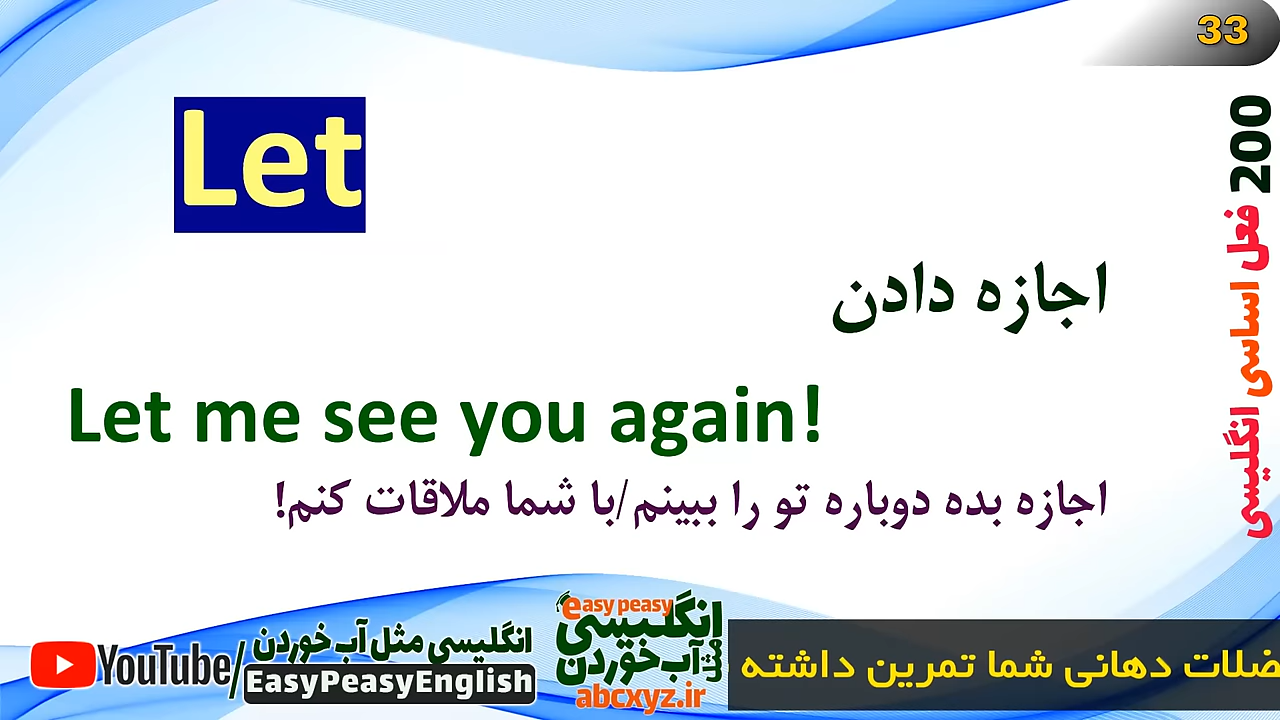 33
Let
اجازه دادن
Let me see you again!
اجازه بده دوباره تو را ببینم/با شما ملاقات کنم!
200 فعل اساسی انگلیسی
YouTube/
انگلیسی مثل آب خوردن
EasyPeasyEnglish
easy peasy
انگلیسی
مثل آب خوردن
abcxyz.ir
دهانی شما تمرین داشته